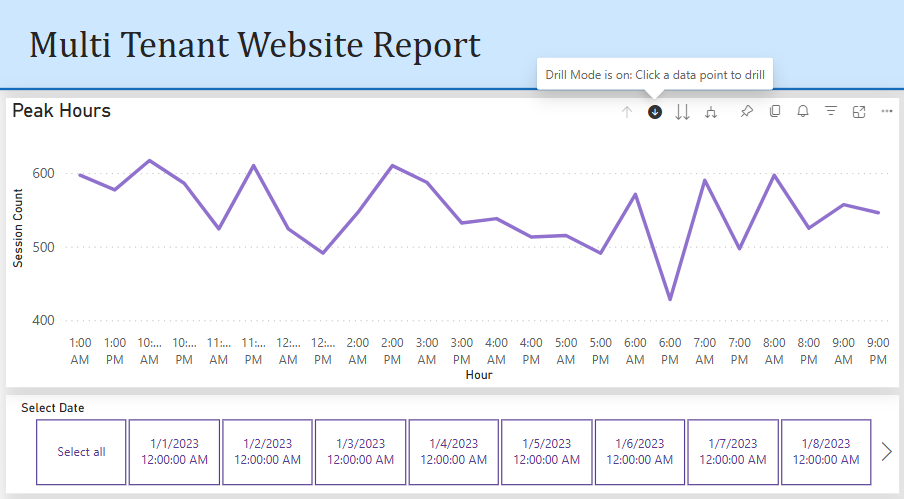 Multi Tenant Website Report
Drill Mode is on: Click a data point to drill
Peak Hours
Session Count
600
500
400
1:00 AM
1:00 PM
10:... AM
10:... PM
11:... AM
11:... PM
12:... AM
12:... PM
2:00 AM
2:00 PM
3:00 AM
3:00 PM
4:00 AM
4:00 PM
5:00 AM
5:00 PM
6:00 AM
6:00 PM
7:00 AM
7:00 PM
8:00 AM
8:00 PM
9:00 AM
9:00 PM
Hour
Select Date
Select all
1/1/2023
12:00:00 AM
1/2/2023
12:00:00 AM
1/3/2023
12:00:00 AM
1/4/2023
12:00:00 AM
1/5/2023
12:00:00 AM
1/6/2023
12:00:00 AM
1/7/2023
12:00:00 AM
1/8/2023
12:00:00 AM